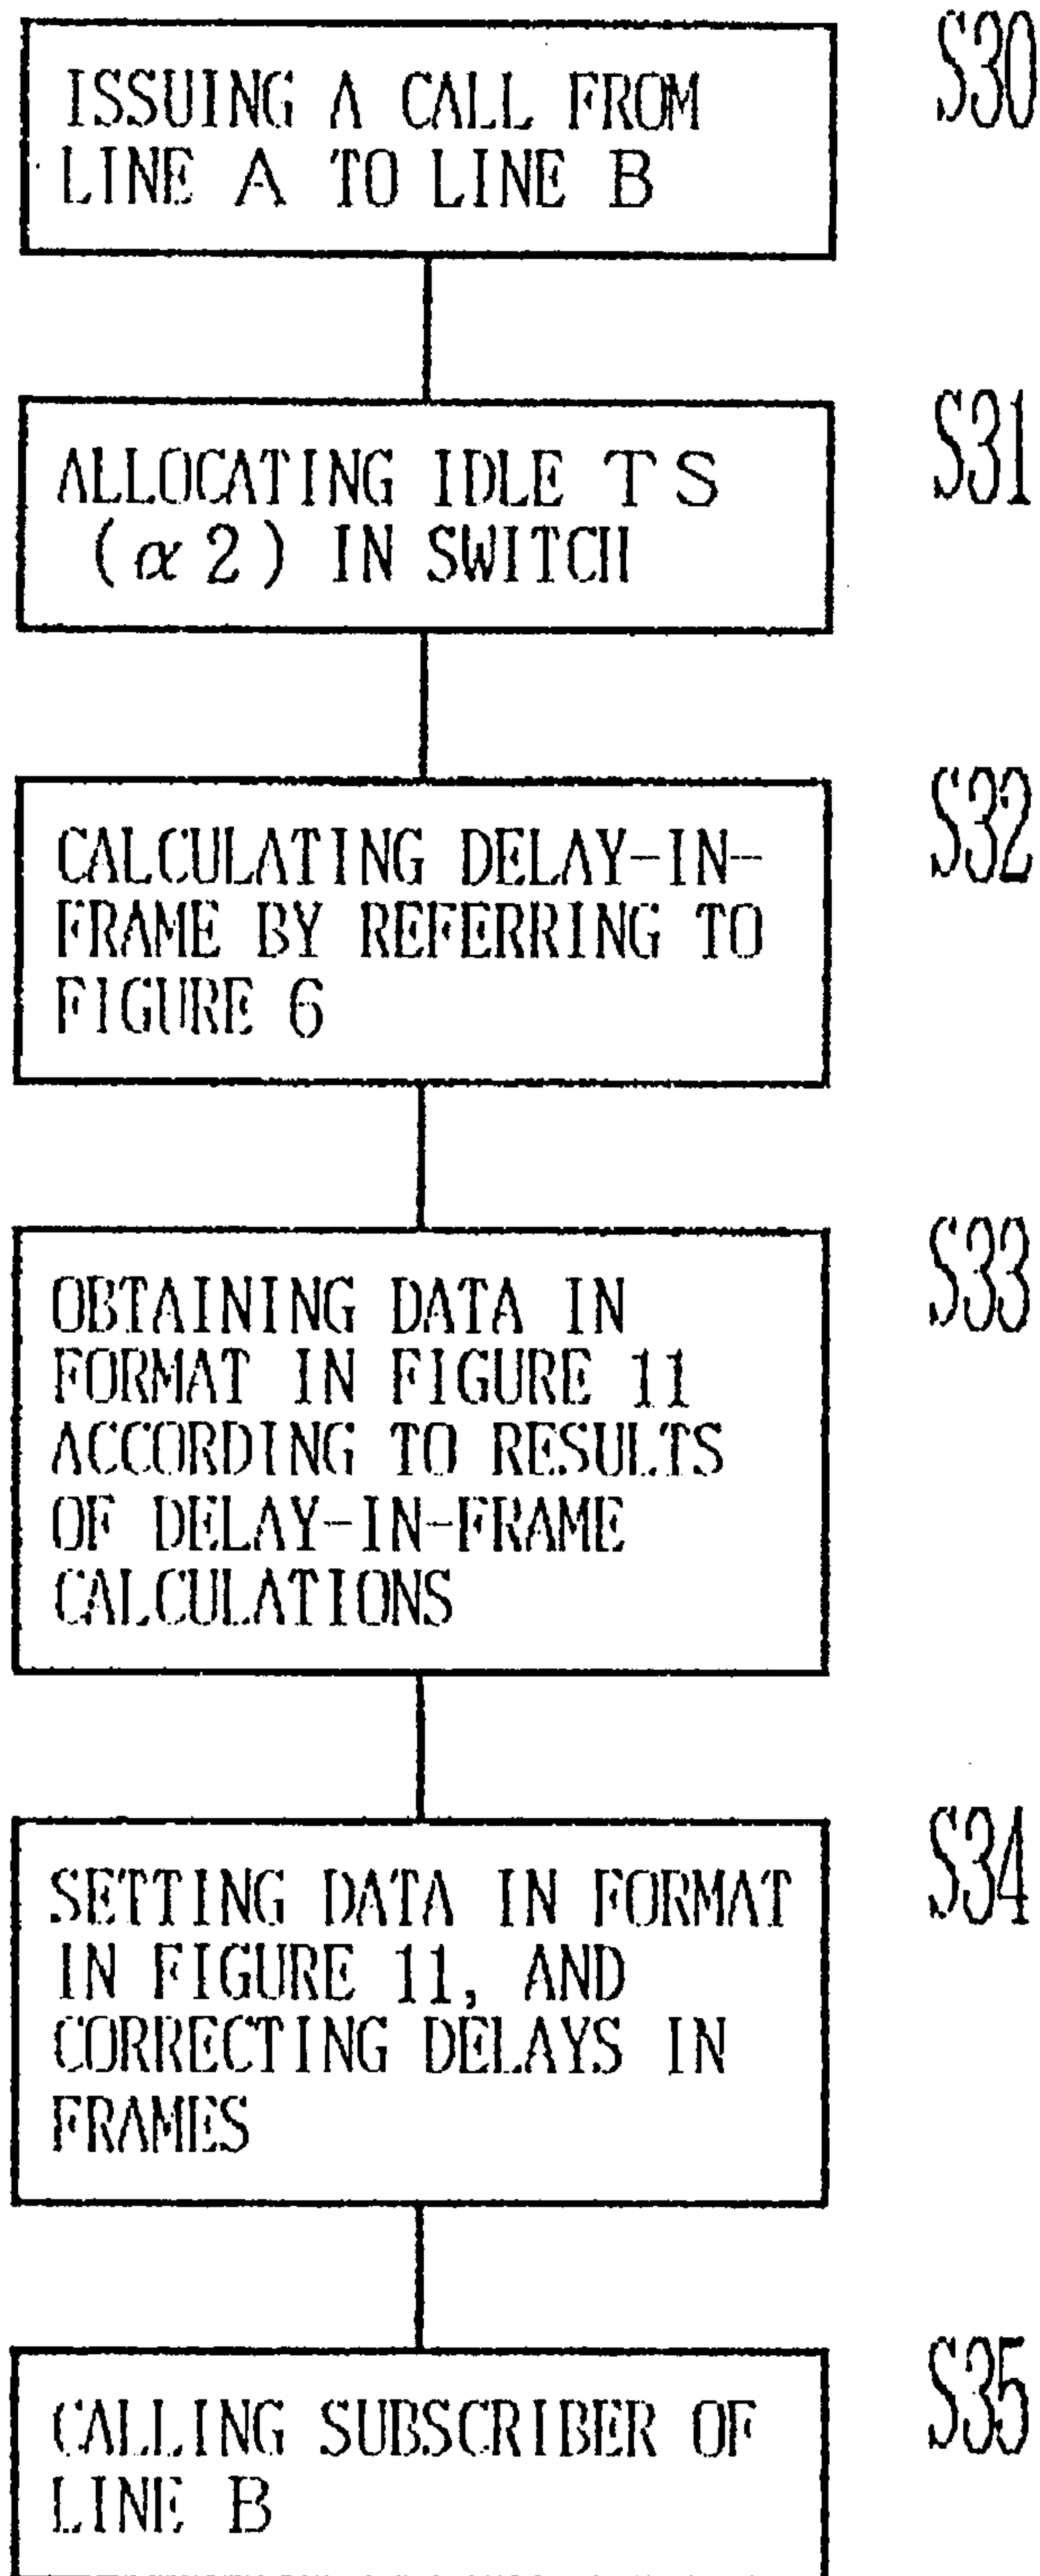 ISSUING A CALL FROM
LINE A TO LINE B
S30
ALLOCATING IDLE TS
(α2) IN SWITCH
S31
CALCULATING DELAY-IN-
FRAME BY REFERRING TO
FIGURE 6
S32
OBTAINING DATA IN
FORMAT IN FIGURE 11
ACCORDING TO RESULTS
OF DELAY-IN-FRAME
CALCULATIONS
S33
SETTING DATA IN FORMAT
IN FIGURE 11, AND
CORRECTING DELAYS IN
FRAMES
S34
CALLING SUBSCRIBER OF
LINE B
S35